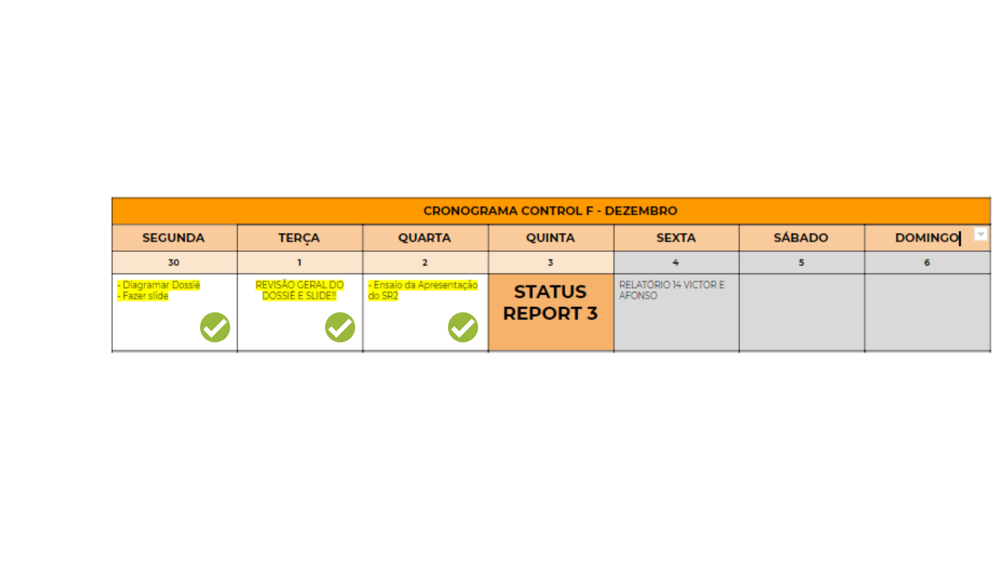 CRONOGRAMA CONTROL F - DEZEMBRO
SEGUNDA TERÇA QUARTA QUINTA SEXTA SÁBADO DOMINGO
30 1 2 3 4 5 6
- Diagramar Dossiê
- Fazer slide
REVISÃO GERAL DO
DOSSIÊ E SLIDE!!
- Ensaio da Apresentação
do SR2
STATUS
REPORT 3
RELATÓRIO 14 VICTOR E
AFONSO